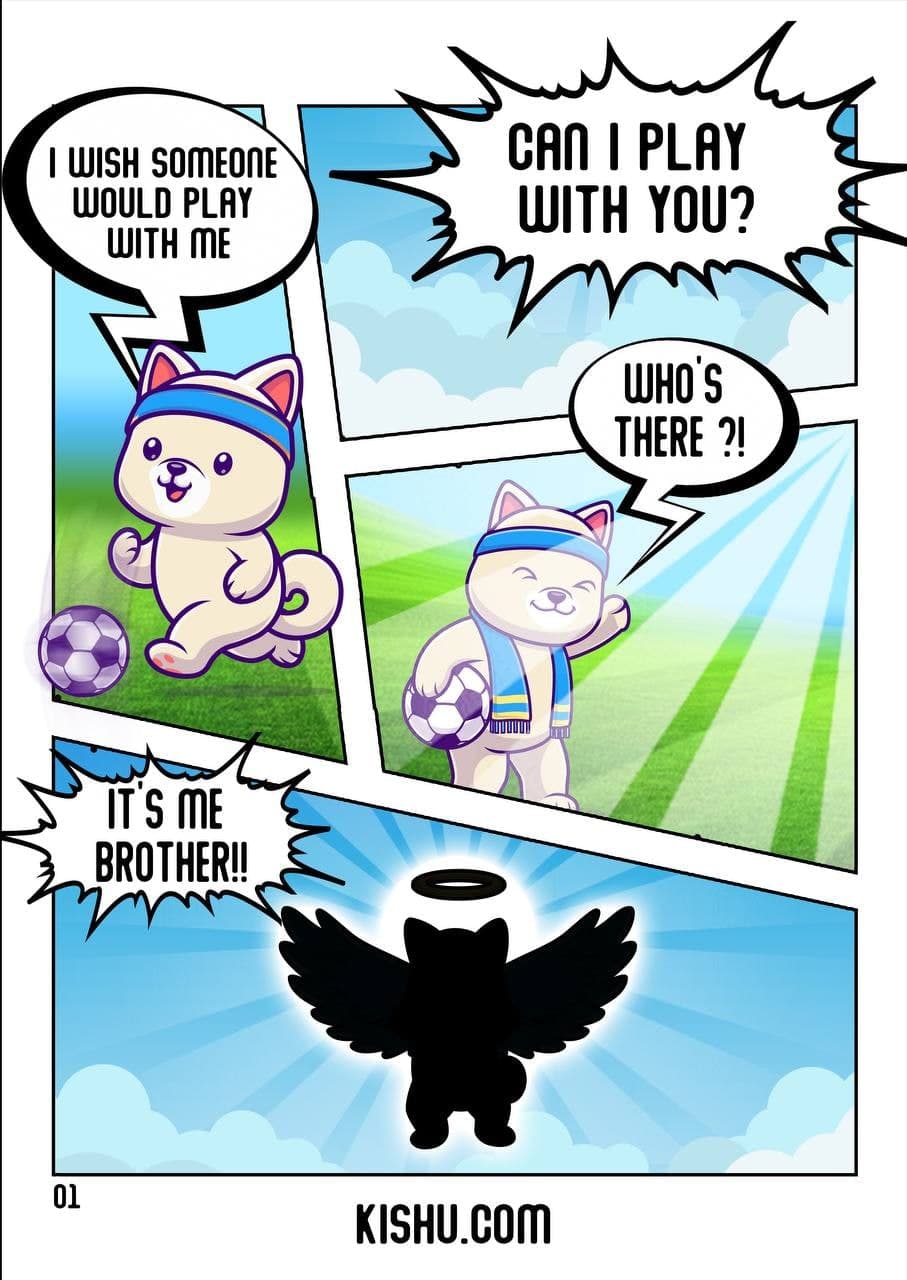 I WISH SOMEONE
WOULD PLAY
WITH ME
CAN I PLAY
WITH YOU?
WHO'S
THERE ?!
IT'S ME
BROTHER!!
01
KISHU.COM